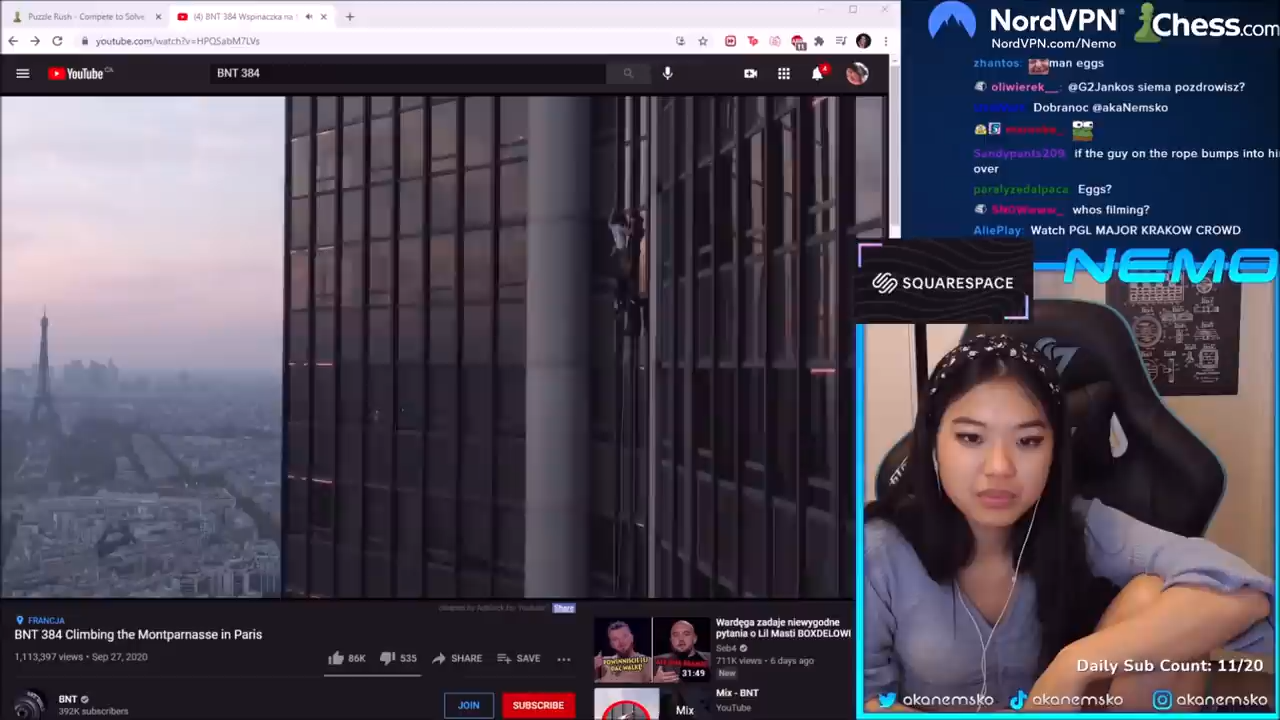 Puzzle Rush - Compete to Solve
(4) BNT 384 Wspinaczka na
youtube.com/watch?v=HPQSabM7LVs
Tp
11
YouTube
CA
BNT 384
4
FRANCJA
BNT 384 Climbing the Montparnasse in Paris
1,113,397 views • Sep 27, 2020
86K
535
SHARE
SAVE
Share
BNT
392K subscribers
JOIN
SUBSCRIBE
31:49
Wardęga zadaje niewygodne
pytania o Lil Masti BOXDELOWI
Seb4
711K views • 6 days ago
New
Mix
Mix - BNT
YouTube
NordVPN
NordVPN.com/Nemo
Chess.com
zhantos: man eggs
oliwierek__: @G2Jankos siema pozdrowisz?
Dobranoc @akaNemsko
Sandypants209 if the guy on the rope bumps into hi
over
paralyzedalpaca Eggs?
whos filming?
AliePlay: Watch PGL MAJOR KRAKOW CROWD
SQUARESPACE
NEMO
Daily Sub Count: 11/20
akanemsko
akanemsko
akanemsko